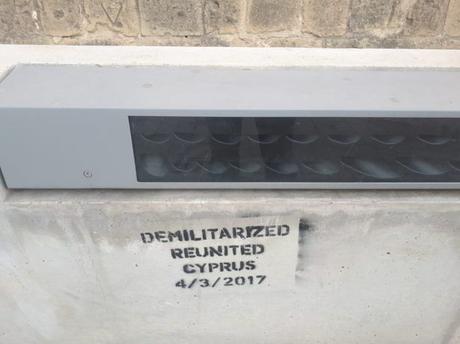 DEMILITARIZED
REUNITED
CYPRUS
4/3/2017